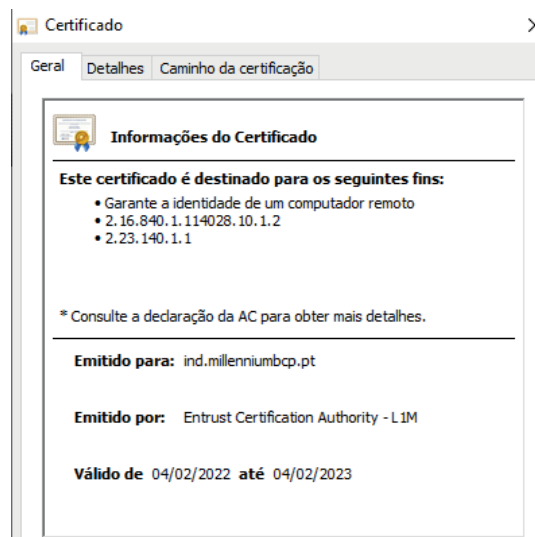 Certificado
Geral Detalhes Caminho da certificação
Informações do Certificado
Este certificado é destinado para os seguintes fins:
• Garante a identidade de um computador remoto
• 2.16.840.1.114028.10.1.2
• 2.23.140.1.1
* Consulte a declaração da AC para obter mais detalhes.
Emitido para: ind.millenniumbcp.pt
Emitido por: Entrust Certification Authority - L1M
Válido de 04/02/2022 até 04/02/2023